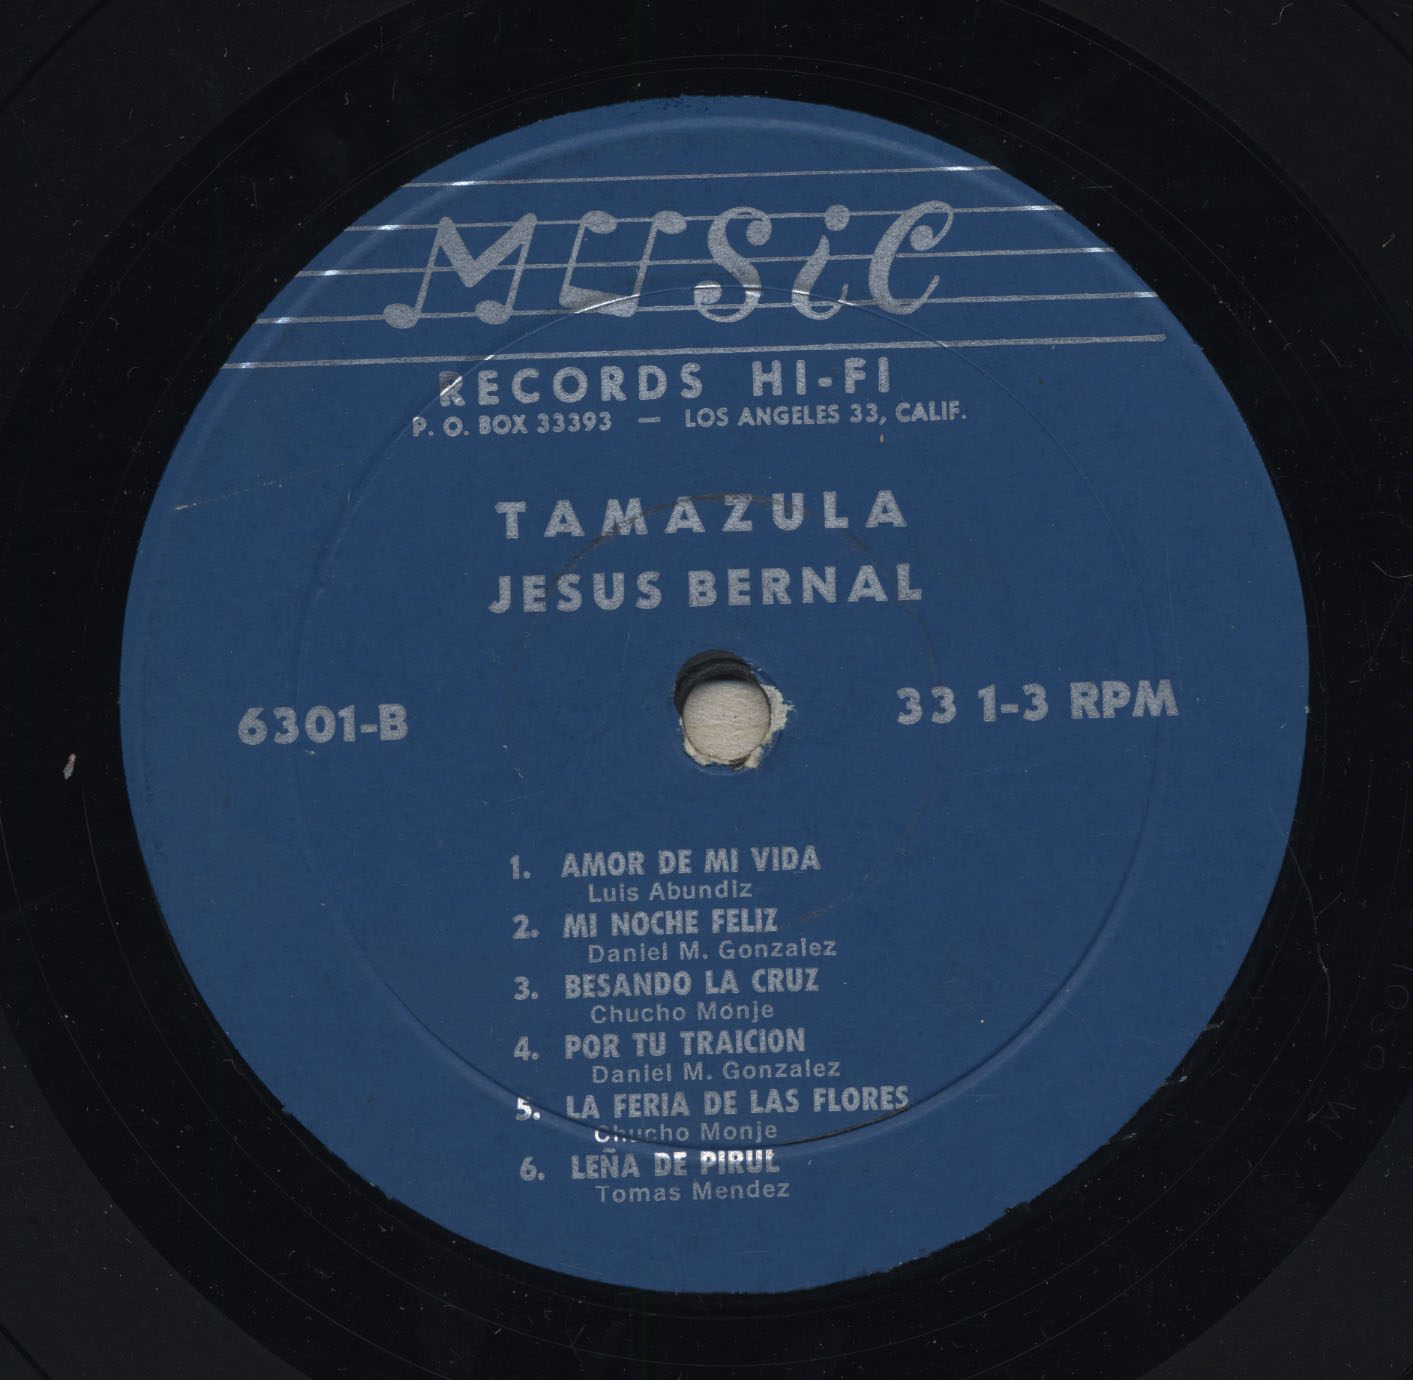 MUSiC
RECORDS HI-FI
P. O. BOX 33393 — LOS ANGELES 33, CALIF.
TAMAZULA
JESUS BERNAL
6301-B
33 1-3 RPM
1. AMOR DE MI VIDA
Luis Abundiz
2. MI NOCHE FELIZ
Daniel M. Gonzalez
3. BESANDO LA CRUZ
Chucho Monje
4. POR TU TRAICION
Daniel M. Gonzalez
5. LA FERIA DE LAS FLORES
Chucho Monje
6. LEÑA DE PIRUL
Tomas Mendez